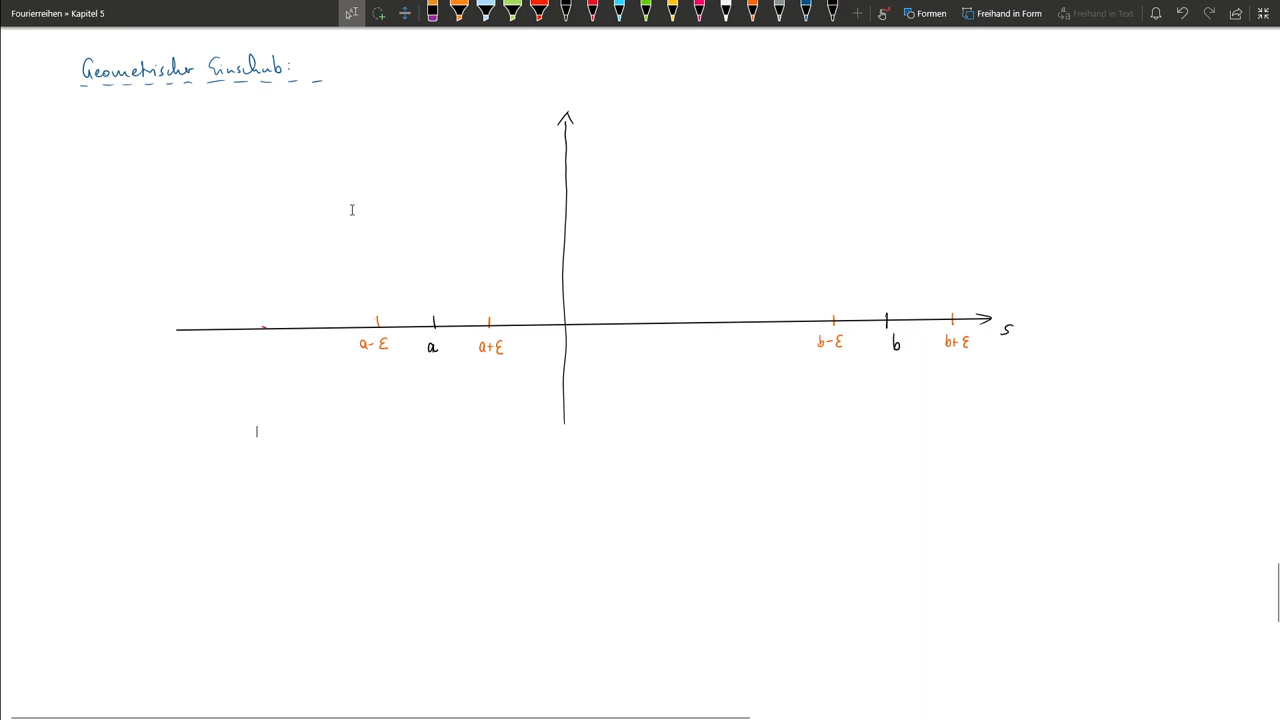 Fourierreihen » Kapitel 5
Formen
Freihand in Form
Freihand in Text
Geometrischer Einschub:
a-ε a a+ε b-ε b b+ε s